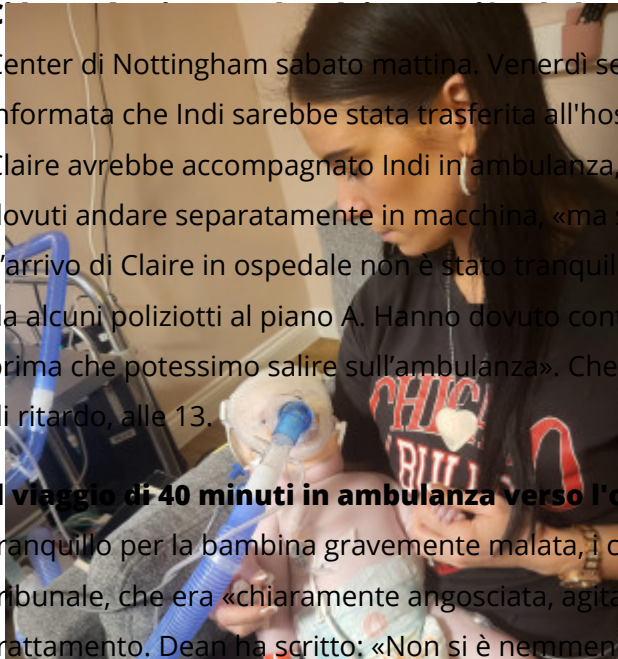 Center di Nottingham sabato mattina. Venerdì se
nformata che Indi sarebbe stata trasferita all'hos
Claire avrebbe accompagnato Indi in ambulanza,
dovuti andare separatamente in macchina, «ma s
'arrivo di Claire in ospedale non è stato tranquil
da alcuni poliziotti al piano A. Hanno dovuto cont
prima che potessimo salire sull’ambulanza». Che
di ritardo, alle 13.
l viaggio di 40 minuti in ambulanza verso l'o
ranquillo per la bambina gravemente malata, i c
ribunale, che era «chiaramente angosciata, agita
rattamento. Dean ha scritto: «Non si è nemmen
CHIC
BULL